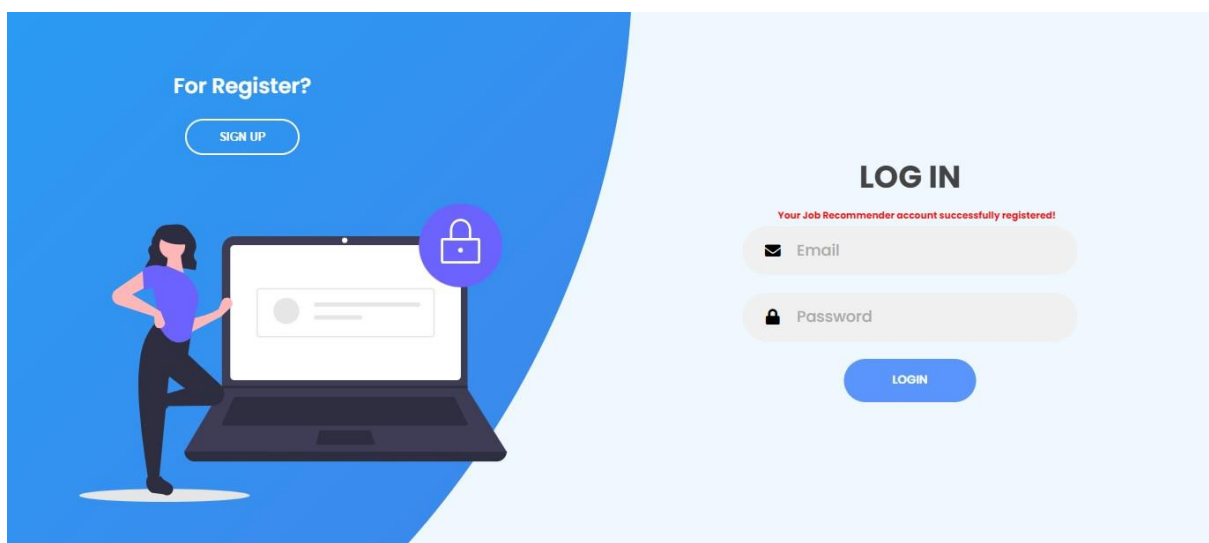 For Register?
SIGN UP
LOG IN
Your Job Recommender account successfully registered!
Email
Password
LOGIN